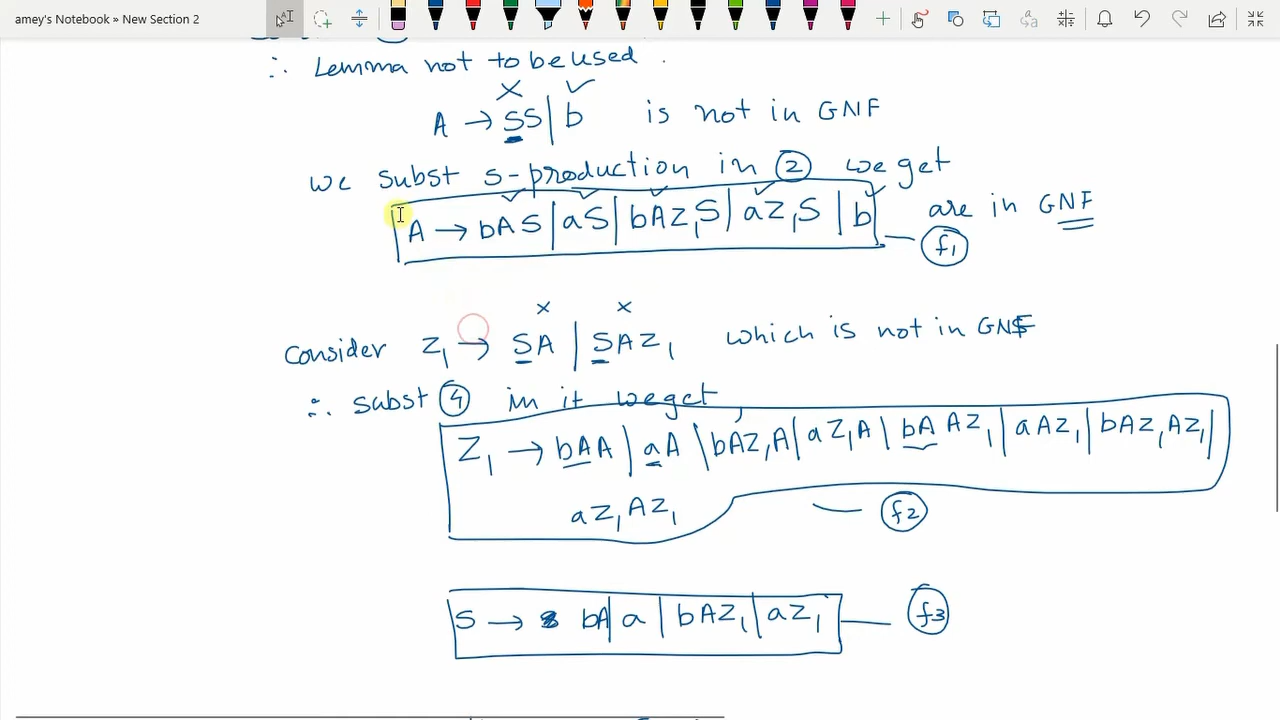 amey's Notebook » New Section 2
∴ Lemma not to be used .
A → SS | b is not in GNF
we subst s-production in ② we get
A → bAS | aS | bAZ₁S | aZ₁S | b are in GNF
f1
Consider Z₁ → SA | SAZ₁ which is not in GNF
∴ subst ④ in it we get
Z₁ → bAA | aA | bAZ₁A | aZ₁A | bAAZ₁ | aAZ₁ | bAZ₁AZ₁ |
aZ₁AZ₁ — f2
S → bA | a | bAZ₁ | aZ₁ — f3